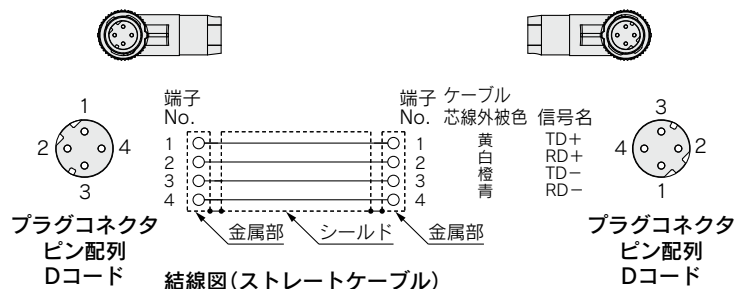 1
2 4
3
プラグコネクタ
ピン配列
Dコード
端子
No.
1
2
3
4
端子 ケーブル
No. 芯線外被色 信号名
1 黄 TD+
2 白 RD+
3 橙 TD−
4 青 RD−
金属部 シールド 金属部
結線図(ストレートケーブル)
3
4 2
1
プラグコネクタ
ピン配列
Dコード